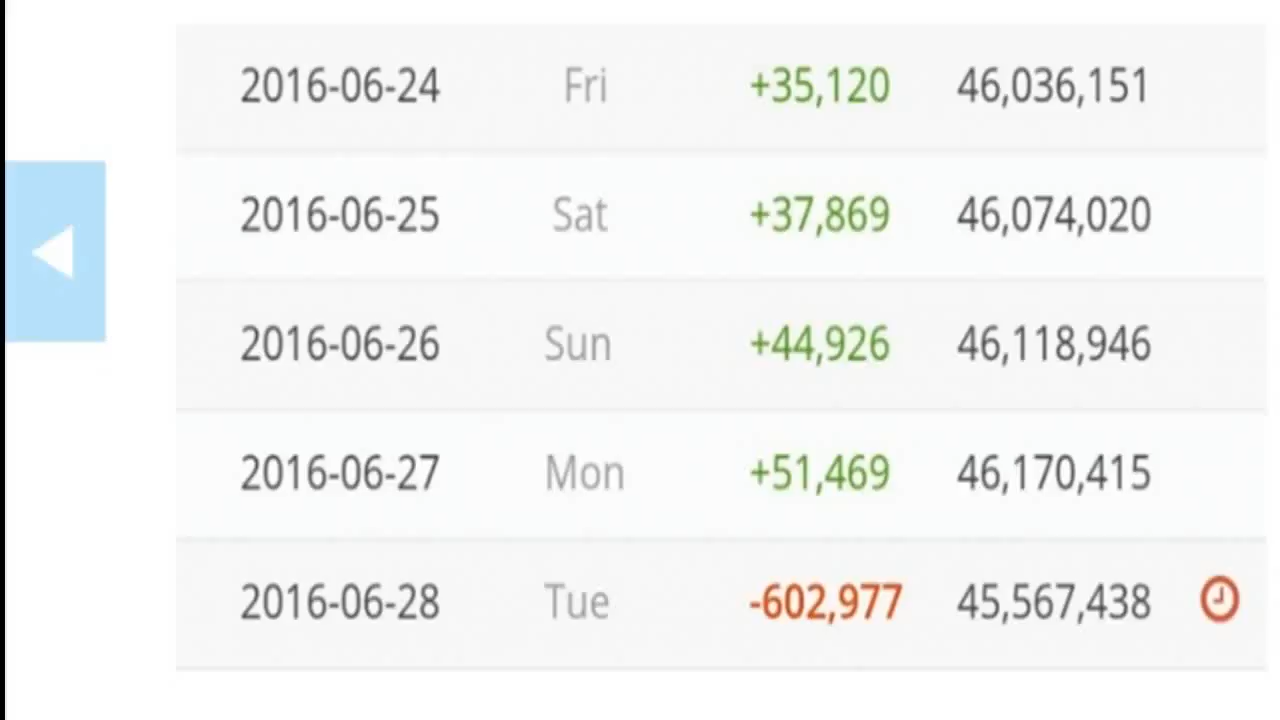 2016-06-24 Fri +35,120 46,036,151
2016-06-25 Sat +37,869 46,074,020
2016-06-26 Sun +44,926 46,118,946
2016-06-27 Mon +51,469 46,170,415
2016-06-28 Tue -602,977 45,567,438